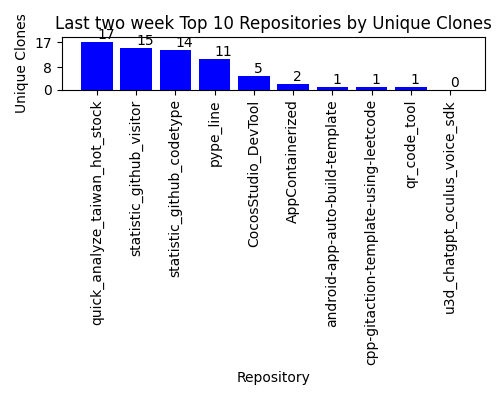 Last two week Top 10 Repositories by Unique Clones
Unique Clones
17
8
0
17
15
14
11
5
2
1
1
1
0
quick_analyze_taiwan_hot_stock
statistic_github_visitor
statistic_github_codetype
pype_line
CocosStudio_DevTool
AppContainerized
android-app-auto-build-template
cpp-gitaction-template-using-leetcode
qr_code_tool
u3d_chatgpt_oculus_voice_sdk
Repository